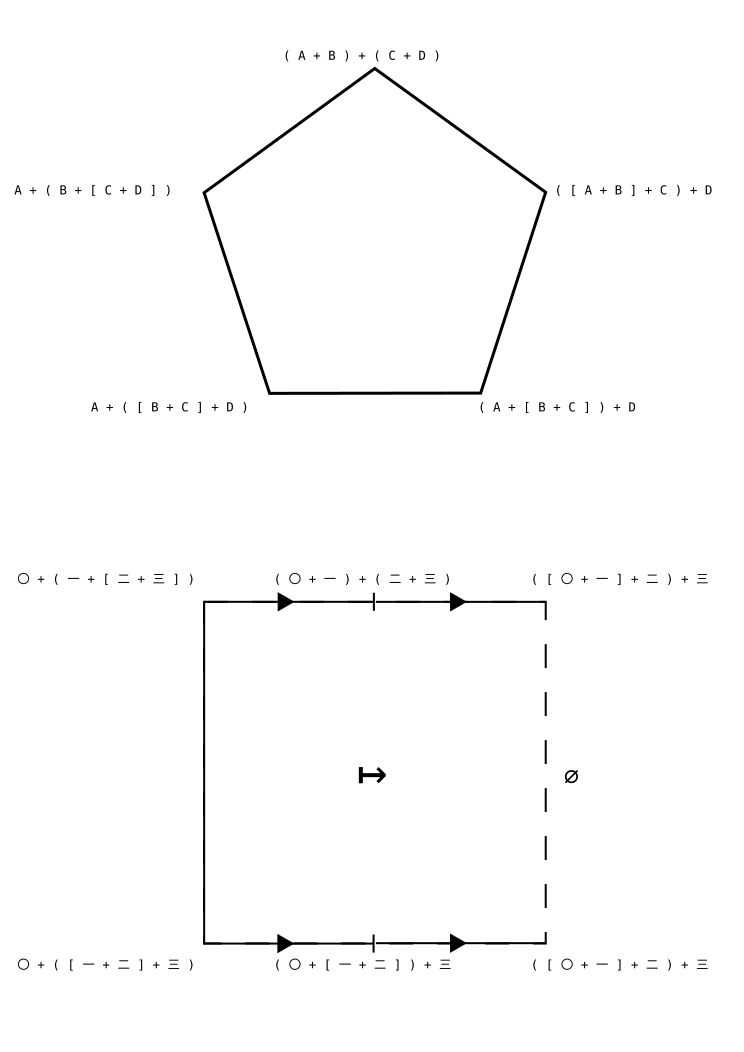 ( A + B ) + ( C + D )
A + ( B + [ C + D ] )
( [ A + B ] + C ) + D
A + ( [ B + C ] + D )
( A + [ B + C ] ) + D
〇 + ( 一 + [ 二 + 三 ] )
( 〇 + 一 ) + ( 二 + 三 )
( [ 〇 + 一 ] + 二 ) + 三
↦
∅
〇 + ( [ 一 + 二 ] + 三 )
( 〇 + [ 一 + 二 ] ) + 三
( [ 〇 + 一 ] + 二 ) + 三